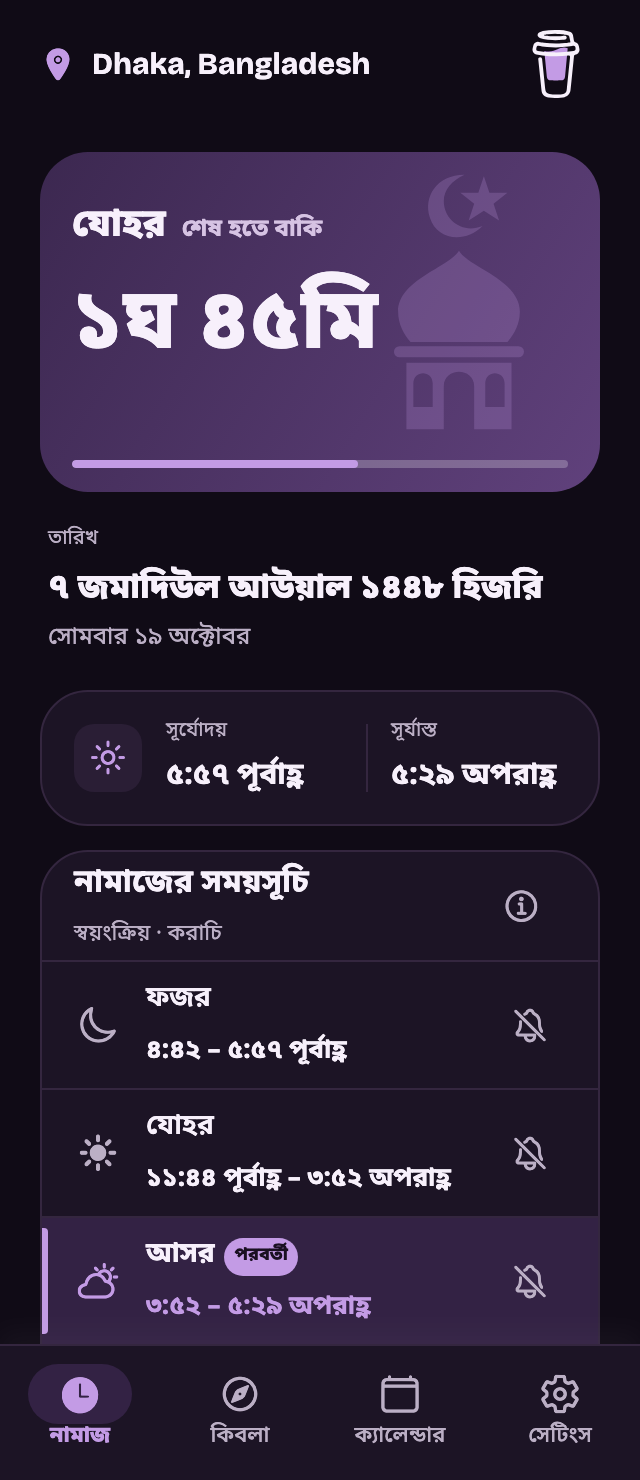 Dhaka, Bangladesh
যোহর শেষ হতে বাকি
১ঘ ৪৫মি
তারিখ
৭ জমাদিউল আউয়াল ১৪৪৮ হিজরি
সোমবার ১৯ অক্টোবর
সূর্যোদয়
৫:৫৭ পূর্বাহ্ণ
সূর্যাস্ত
৫:২৯ অপরাহ্ণ
নামাজের সময়সূচি
স্বয়ংক্রিয় · করাচি
ফজর
৪:৪২ – ৫:৫৭ পূর্বাহ্ণ
যোহর
১১:৪৪ পূর্বাহ্ণ – ৩:৫২ অপরাহ্ণ
আসর পরবর্তী
৩:৫২ – ৫:২৯ অপরাহ্ণ
নামাজ কিবলা ক্যালেন্ডার সেটিংস